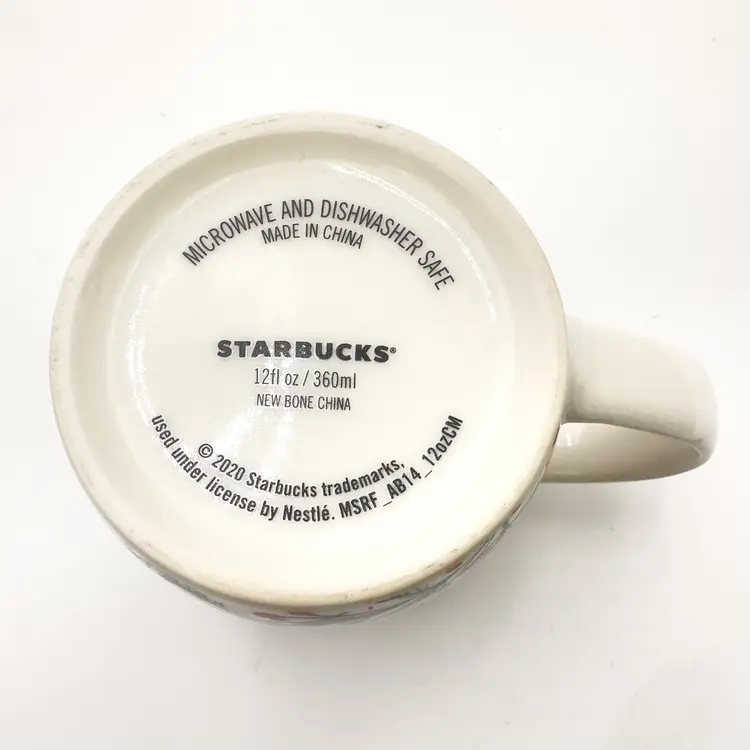 MICROWAVE AND DISHWASHER SAFE
MADE IN CHINA
STARBUCKS®
12fl oz / 360ml
NEW BONE CHINA
© 2020 Starbucks trademarks,
used under license by Nestlé. MSRF_AB14_12ozCM